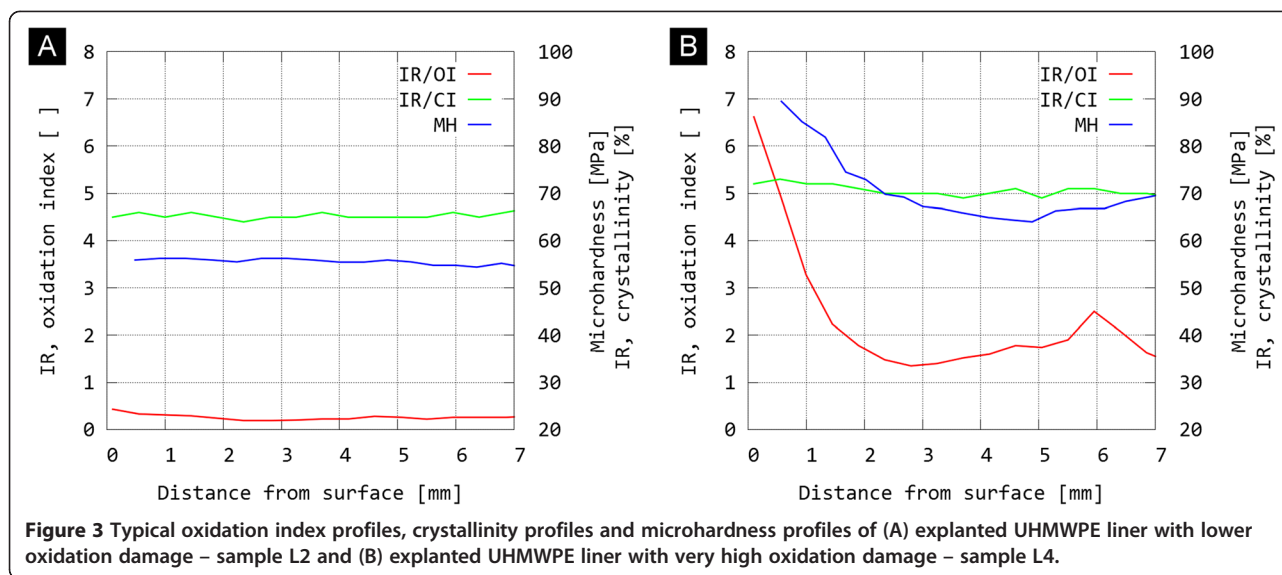 A
8
7
6
5
4
3
2
1
0
IR, oxidation index [ ]
IR/OI
IR/CI
MH
100
90
80
70
60
50
40
30
20
Microhardness [MPa]
IR, crystallinity [%]
0 1 2 3 4 5 6 7
Distance from surface [mm]
B
8
7
6
5
4
3
2
1
0
IR, oxidation index [ ]
IR/OI
IR/CI
MH
100
90
80
70
60
50
40
30
20
Microhardness [MPa]
IR, crystallinity [%]
0 1 2 3 4 5 6 7
Distance from surface [mm]
Figure 3 Typical oxidation index profiles, crystallinity profiles and microhardness profiles of (A) explanted UHMWPE liner with lower
oxidation damage – sample L2 and (B) explanted UHMWPE liner with very high oxidation damage – sample L4.